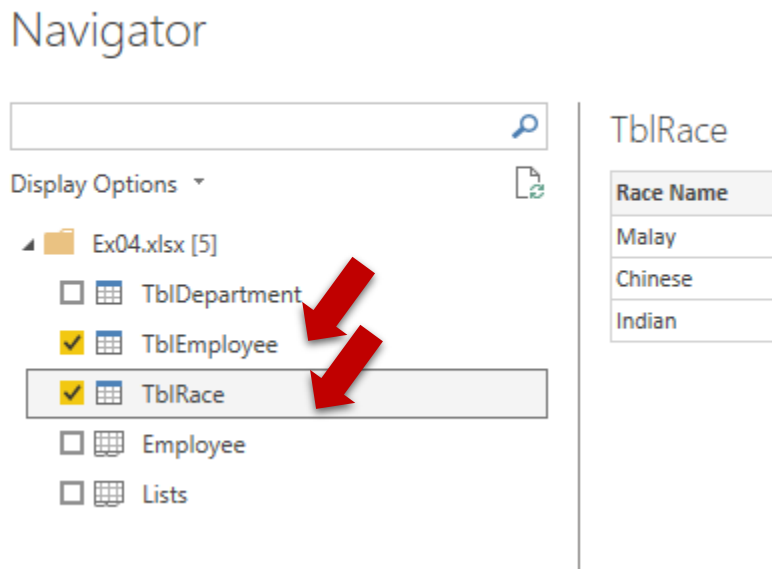 Navigator
Display Options
Ex04.xlsx [5]
TblDepartment
TblEmployee
TblRace
Employee
Lists
TblRace
Race Name
Malay
Chinese
Indian